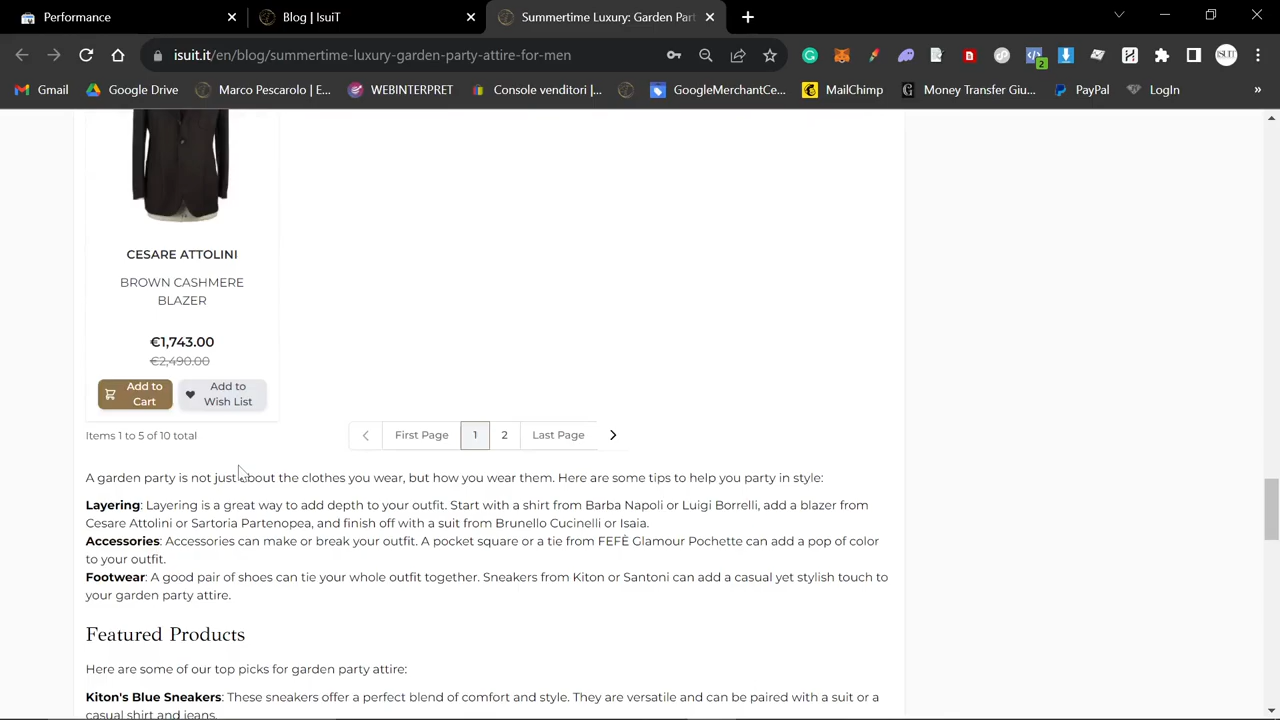 Performance
Blog | IsuiT
Summertime Luxury: Garden Part
isuit.it/en/blog/summertime-luxury-garden-party-attire-for-men
2
ISUIT
Gmail
Google Drive
Marco Pescarolo | E...
WEBINTERPRET
Console venditori |...
GoogleMerchantCe...
MailChimp
Money Transfer Giu...
PayPal
LogIn
»
CESARE ATTOLINI
BROWN CASHMERE
BLAZER
€1,743.00
€2,490.00
Add to
Cart
Add to
Wish List
Items 1 to 5 of 10 total
First Page
1
2
Last Page
A garden party is not just about the clothes you wear, but how you wear them. Here are some tips to help you party in style:
Layering: Layering is a great way to add depth to your outfit. Start with a shirt from Barba Napoli or Luigi Borrelli, add a blazer from
Cesare Attolini or Sartoria Partenopea, and finish off with a suit from Brunello Cucinelli or Isaia.
Accessories: Accessories can make or break your outfit. A pocket square or a tie from FEFÈ Glamour Pochette can add a pop of color
to your outfit.
Footwear: A good pair of shoes can tie your whole outfit together. Sneakers from Kiton or Santoni can add a casual yet stylish touch to
your garden party attire.
Featured Products
Here are some of our top picks for garden party attire:
Kiton's Blue Sneakers: These sneakers offer a perfect blend of comfort and style. They are versatile and can be paired with a suit or a
casual shirt and jeans.